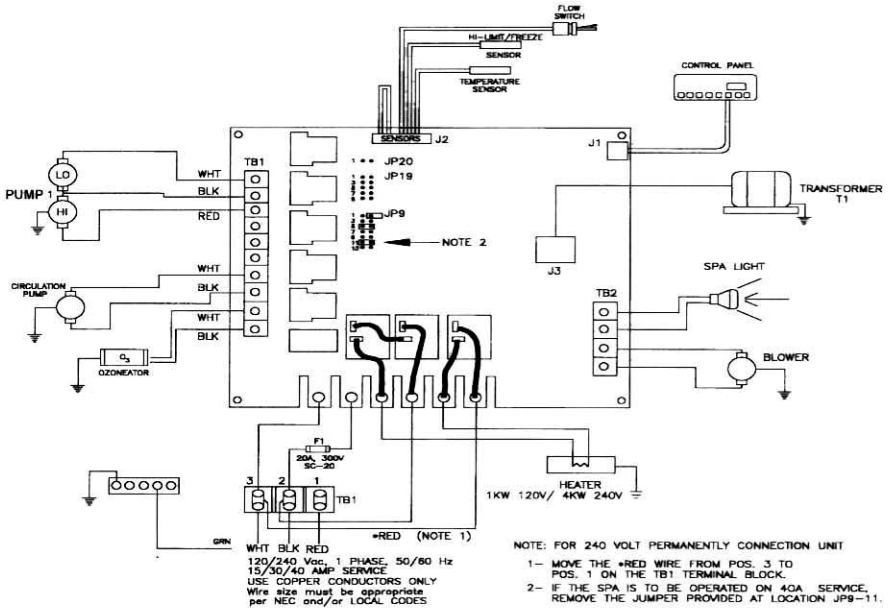 FLOW
SWITCH
HI-LIMIT/FREEZE
SENSOR
TEMPERATURE
SENSOR
CONTROL PANEL
SENSORS
J2
J1
TB1
1
JP20
1
JP19
JP9
NOTE 2
LO
HI
PUMP 1
WHT
BLK
RED
WHT
BLK
WHT
BLK
CIRCULATION
PUMP
O3
OZONEATOR
TRANSFORMER
T1
J3
SPA LIGHT
TB2
BLOWER
F1
20A, 300V
SC-20
3 2 1
TB1
HEATER
1KW 120V/ 4KW 240V
GRN
WHT BLK RED
*RED (NOTE 1)
120/240 Vac, 1 PHASE, 50/60 Hz
15/30/40 AMP SERVICE
USE COPPER CONDUCTORS ONLY
Wire size must be appropriate
per NEC and/or LOCAL CODES
NOTE: FOR 240 VOLT PERMANENTLY CONNECTION UNIT
1- MOVE THE *RED WIRE FROM POS. 3 TO
POS. 1 ON THE TB1 TERMINAL BLOCK.
2- IF THE SPA IS TO BE OPERATED ON 40A SERVICE,
REMOVE THE JUMPER PROVIDED AT LOCATION JP9-11.